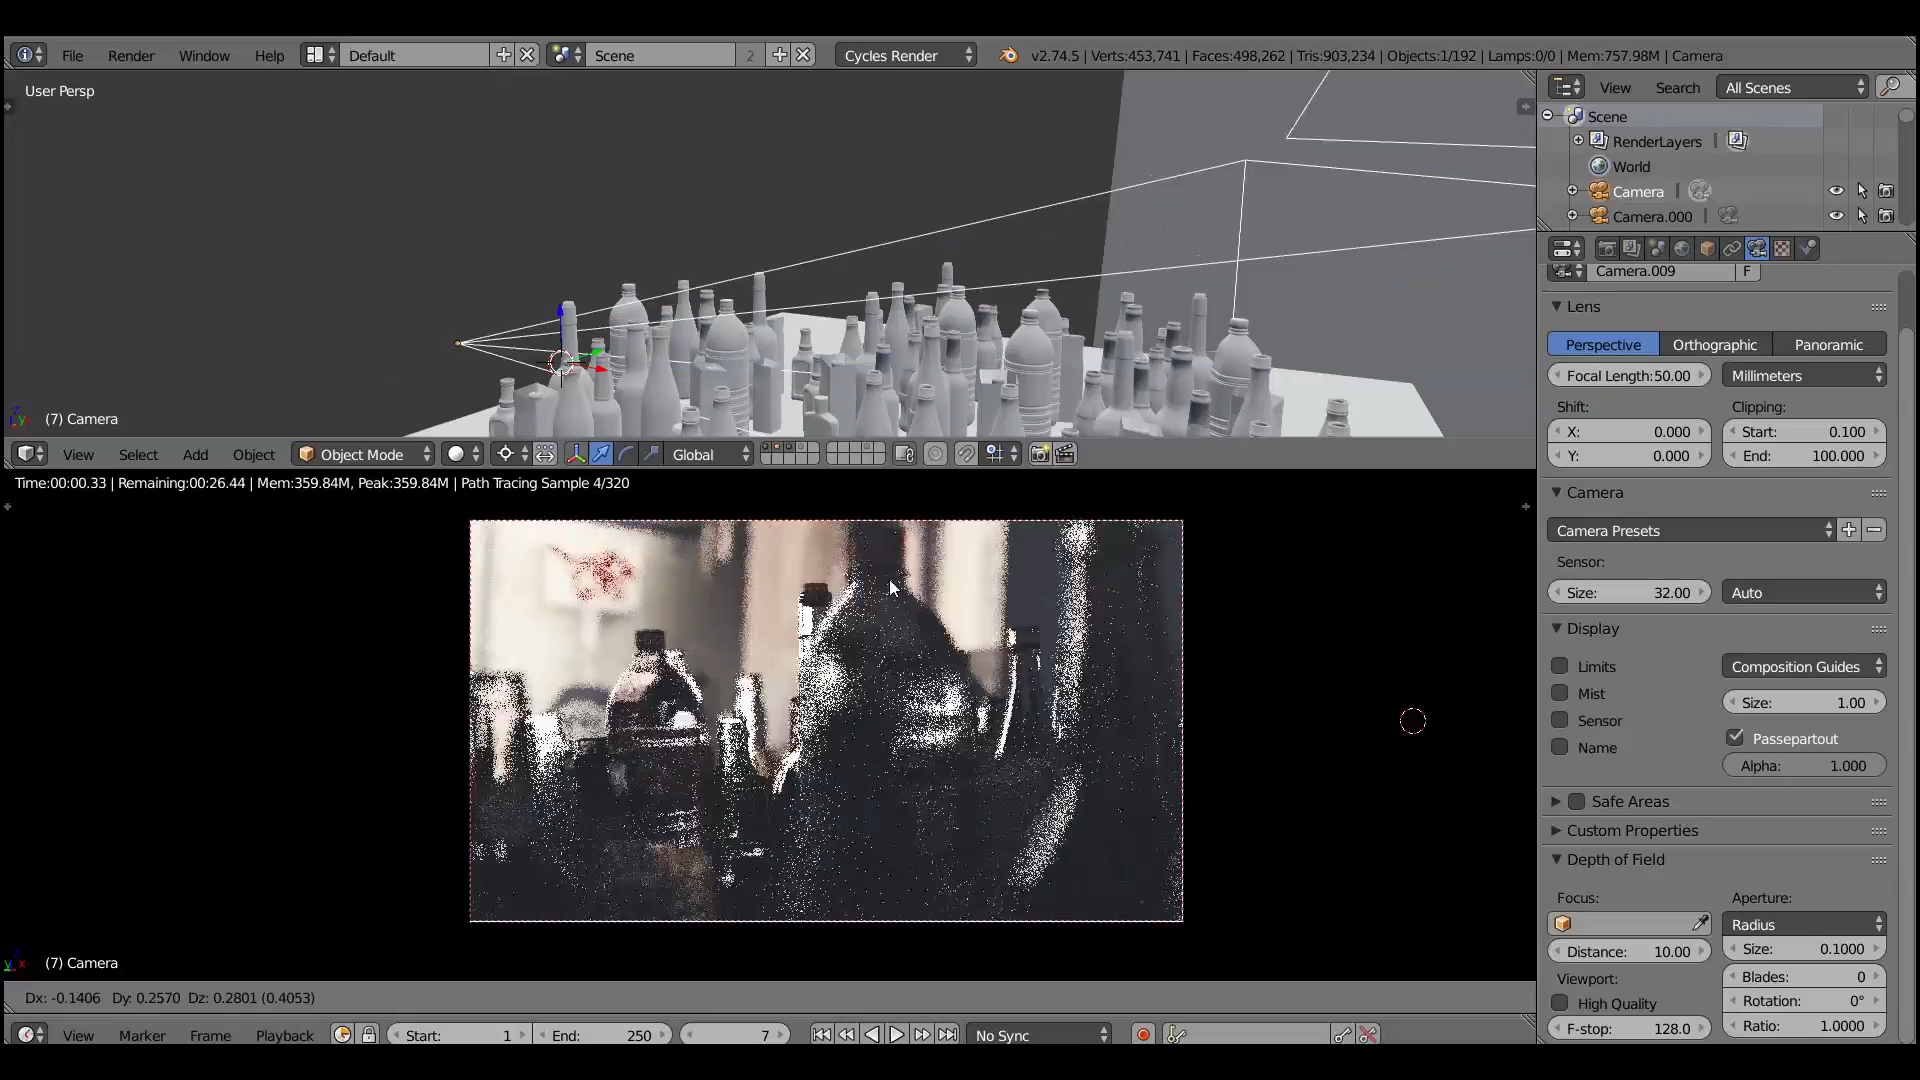 File Render Window Help Default Scene 2 Cycles Render v2.74.5 | Verts:453,741 | Faces:498,262 | Tris:903,234 | Objects:1/192 | Lamps:0/0 | Mem:757.98M | Camera
User Persp
View Search All Scenes
Scene
RenderLayers
World
Camera
Camera.000
Camera.009 F
Lens
Perspective Orthographic Panoramic
Focal Length:50.00 Millimeters
Shift: Clipping:
X: 0.000 Start: 0.100
Y: 0.000 End: 100.000
(7) Camera
View Select Add Object Object Mode Global
Time:00:00.33 | Remaining:00:26.44 | Mem:359.84M, Peak:359.84M | Path Tracing Sample 4/320
Camera
Camera Presets
Sensor:
Size: 32.00 Auto
Display
Limits Composition Guides
Mist Size: 1.00
Sensor
Name Passepartout
Alpha: 1.000
Safe Areas
Custom Properties
Depth of Field
Focus: Aperture:
Radius
Distance: 10.00 Size: 0.1000
Viewport: Blades: 0
High Quality Rotation: 0°
F-stop: 128.0 Ratio: 1.0000
(7) Camera
Dx: -0.1406 Dy: 0.2570 Dz: 0.2801 (0.4053)
View Marker Frame Playback Start: 1 End: 250 7 No Sync